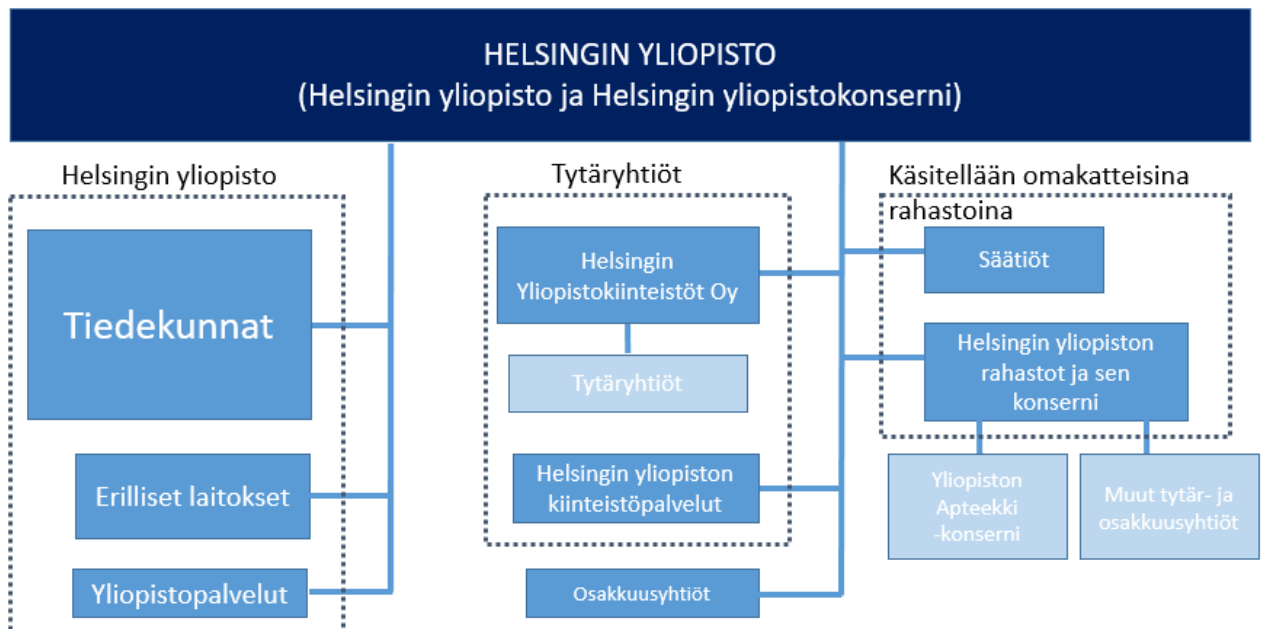 HELSINGIN YLIOPISTO
(Helsingin yliopisto ja Helsingin yliopistokonserni)
Helsingin yliopisto
Tiedekunnat
Erilliset laitokset
Yliopistopalvelut
Tytäryhtiöt
Helsingin
Yliopistokiinteistöt Oy
Tytäryhtiöt
Helsingin yliopiston
kiinteistöpalvelut
Osakkuusyhtiöt
Käsitellään omakatteisina
rahastoina
Säätiöt
Helsingin yliopiston
rahastot ja sen
konserni
Yliopiston
Apteekki
-konserni
Muut tytär- ja
osakkuusyhtiöt